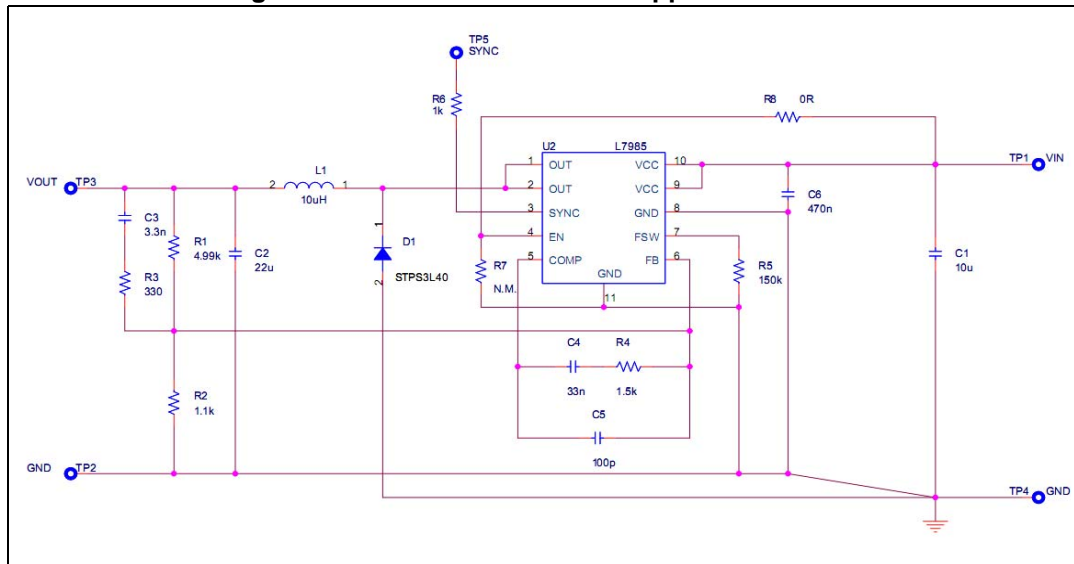 TP5
SYNC
R6
1k
R8 0R
U2 L7985
1 OUT VCC 10
2 OUT VCC 9
3 SYNC GND 8
4 EN FSW 7
5 COMP FB 6
GND
11
TP1 VIN
VOUT TP3
2 L1 1
10uH
C3
3.3n
R1
4.99k
C2
22u
R3
330
1
D1
2
STPS3L40
R7
N.M.
R5
150k
C6
470n
C1
10u
C4 R4
33n 1.5k
C5
100p
R2
1.1k
GND TP2
TP4 GND